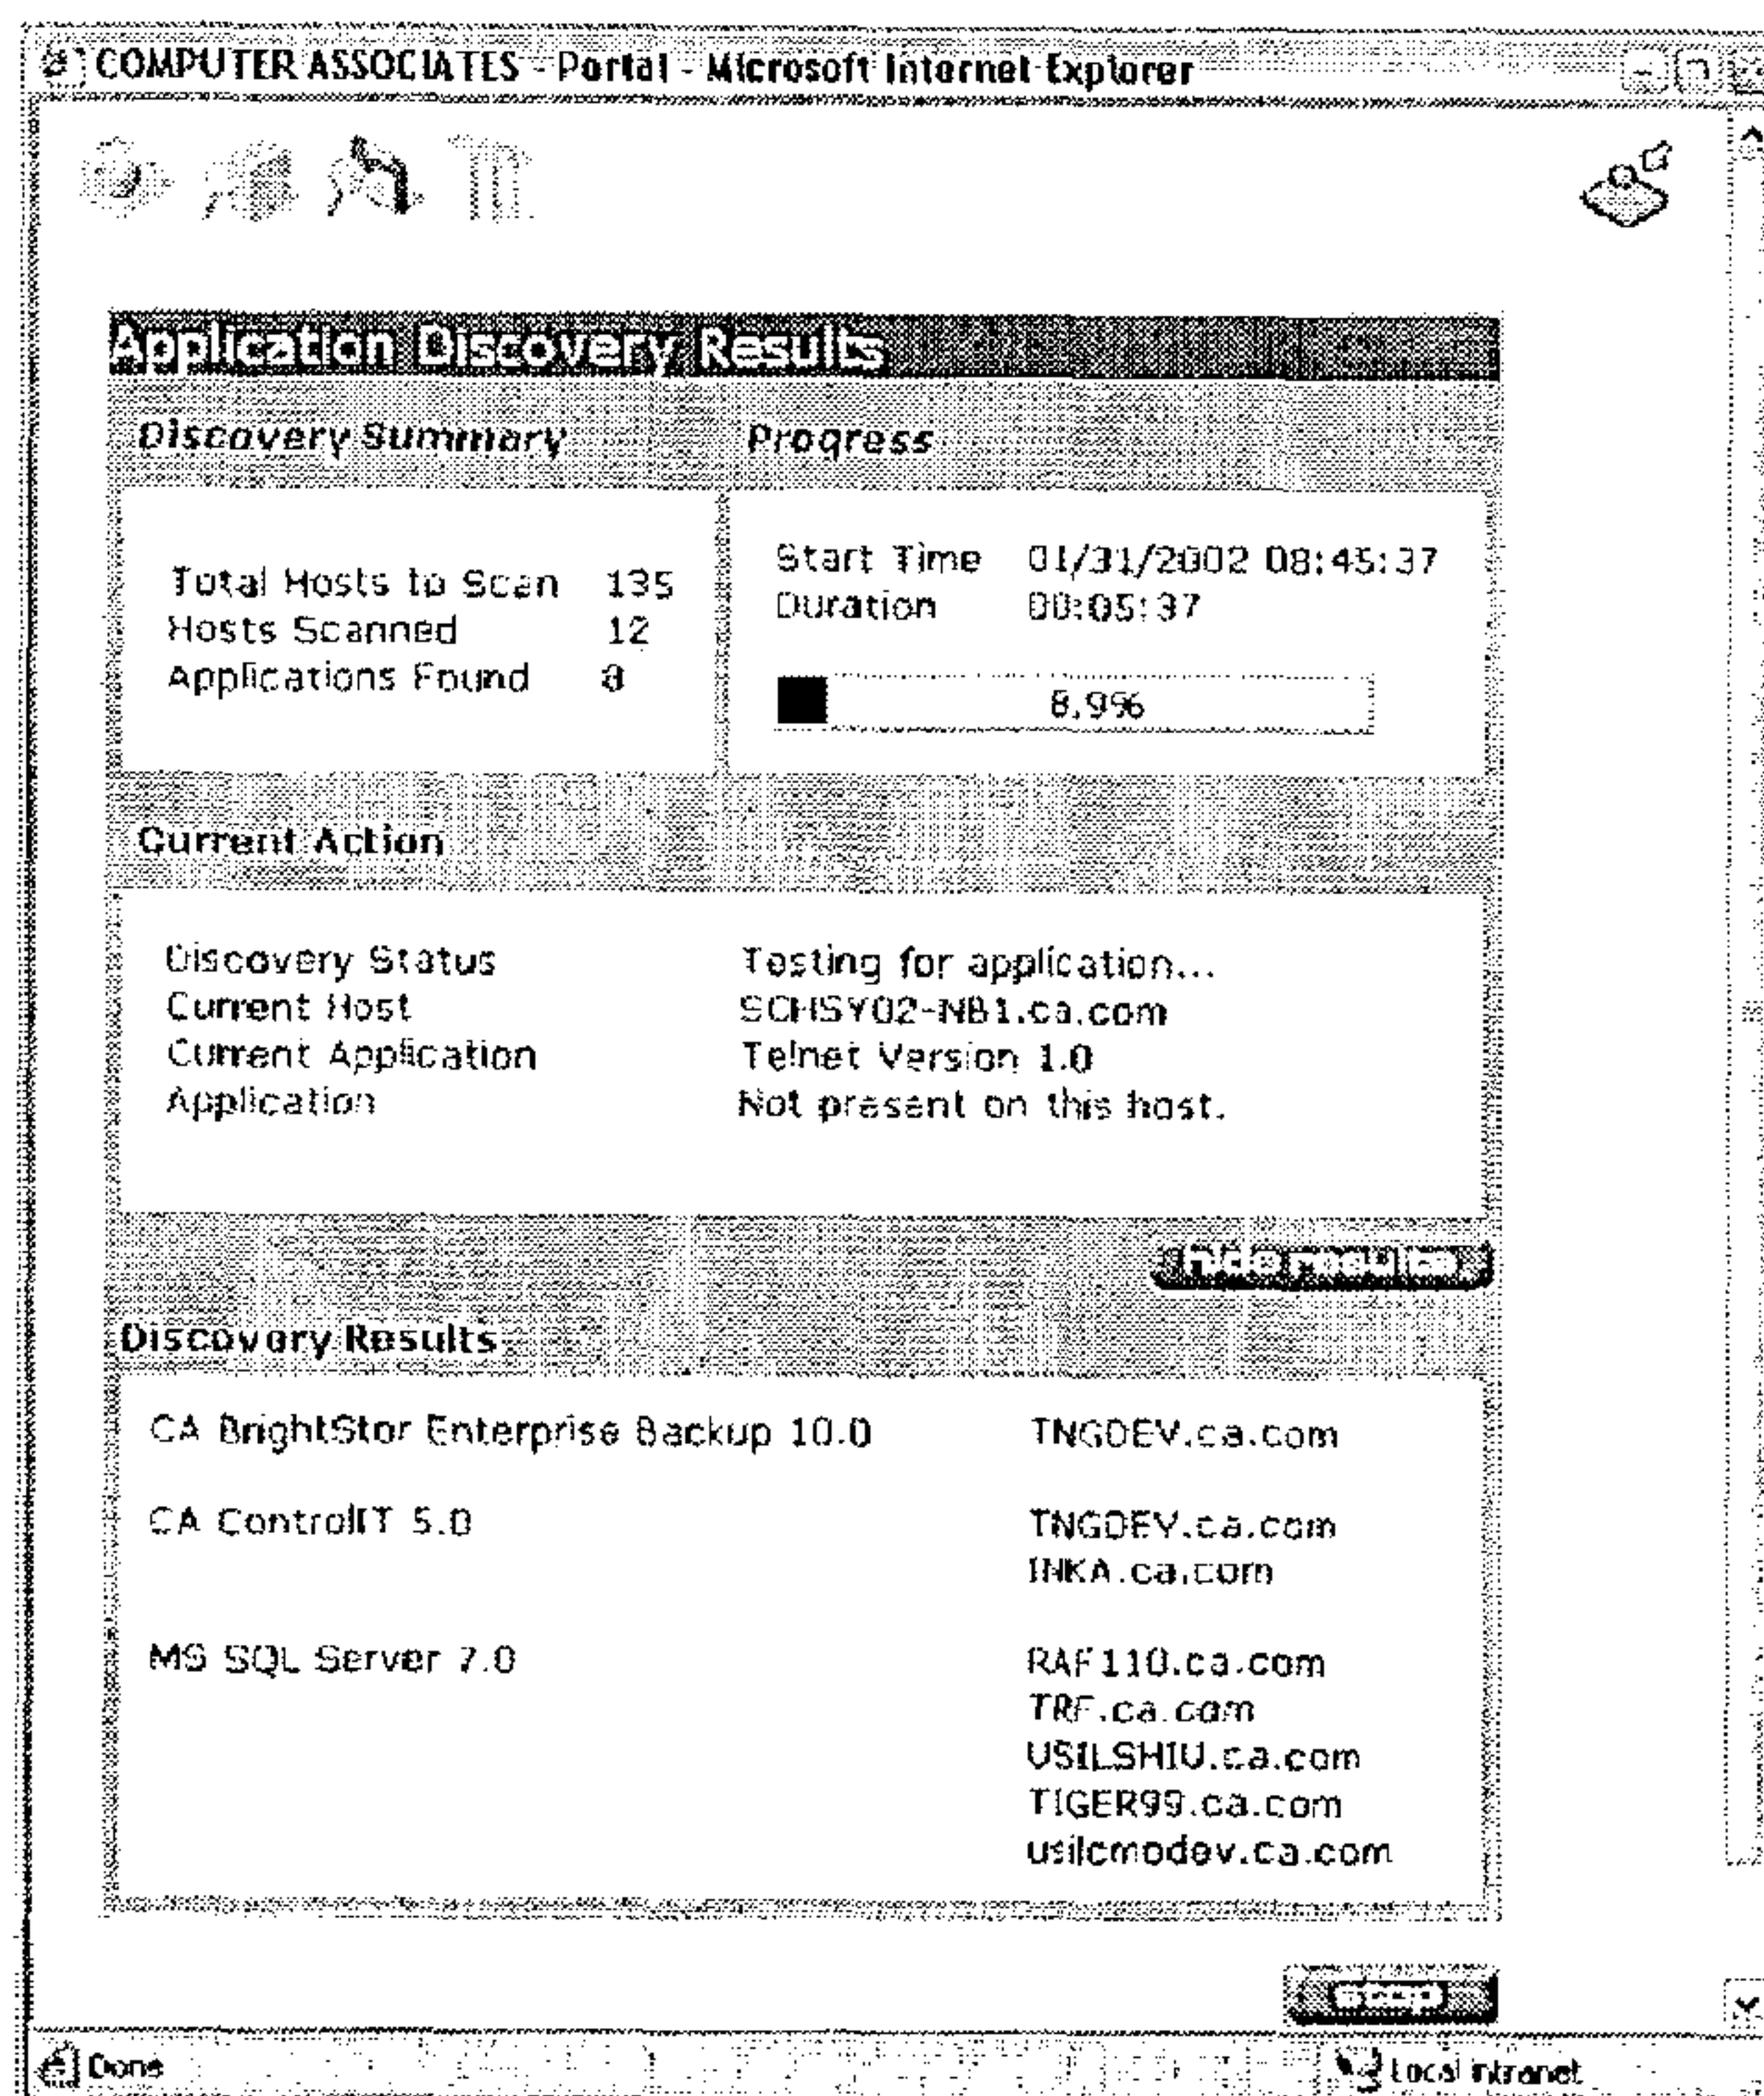 COMPUTER ASSOCIATES - Portal - Microsoft Internet Explorer
Application Discovery Results
Discovery Summary
Progress
Total Hosts to Scan 135
Hosts Scanned 12
Applications Found 8
Start Time 01/31/2002 08:45:37
Duration 00:05:37
8.9%
Current Action
Discovery Status Testing for application...
Current Host SCHSY02-NB1.ca.com
Current Application Telnet Version 1.0
Application Not present on this host.
hide results
Discovery Results
CA BrightStor Enterprise Backup 10.0 TNGDEV.ca.com
CA ControlIT 5.0 TNGDEV.ca.com
INKA.ca.com
MS SQL Server 7.0 RAF110.ca.com
TRF.ca.com
USILSHIU.ca.com
TIGER99.ca.com
usilcmodev.ca.com
stop
Done
Local intranet